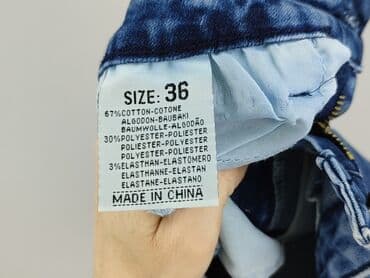 SIZE: 36
67%COTTON-COTONE
ALGODON-BAUBAKI
BAUMWOLLE-ALGODÃO
30%POLYESTER-POLIESTER
POLYESTER-POLIESTER
POLYESTER-POLIESTER
3%ELASTHAN-ELASTOMERO
ELASTHANNE-ELASTAN
ELASTANE-ELASTANO
MADE IN CHINA